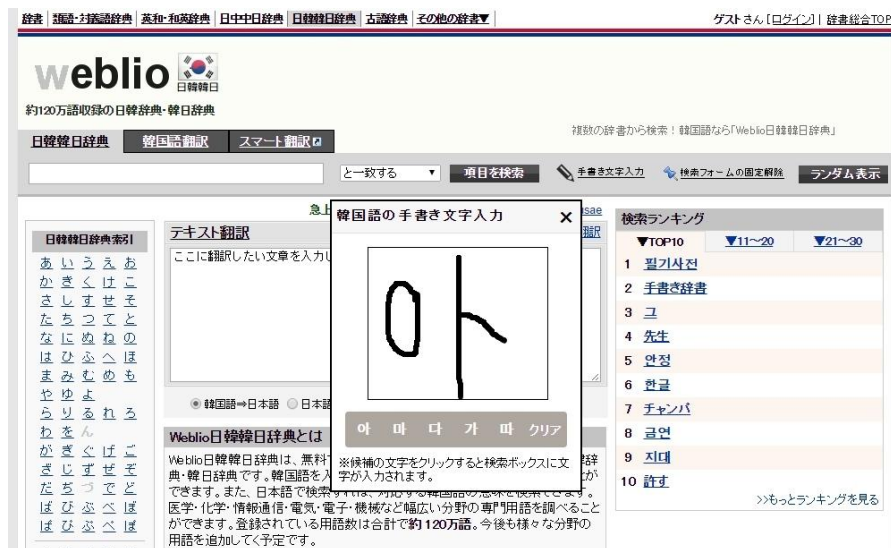 辞書 類語・対義語辞典 英和・和英辞典 日中中日辞典 日韓韓日辞典 古語辞典 その他の辞書▼ ゲストさん [ログイン] | 辞書総合TOP
weblio 日韓韓日
約120万語収録の日韓辞典・韓日辞典
複数の辞書から検索！韓国語なら「Weblio日韓韓日辞典」
日韓韓日辞典 韓国語翻訳 スマート翻訳
と一致する ▼ 項目を検索 手書き文字入力 検索フォームの固定解除 ランダム表示
急上 usae
韓国語の手書き文字入力 ×
아
아 마 다 가 따 クリア
※候補の文字をクリックすると検索ボックスに文字が入力されます。
日韓韓日辞典索引
あ い う え お
か き く け こ
さ し す せ そ
た ち つ て と
な に ぬ ね の
は ひ ふ へ ほ
ま み む め も
や ゆ よ
ら り る れ ろ
わ を ん
が ぎ ぐ げ ご
ざ じ ず ぜ ぞ
だ ぢ づ で ど
ば び ぶ べ ぼ
ぱ ぴ ぷ ぺ ぽ
テキスト翻訳 翻訳
ここに翻訳したい文章を入力し
韓国語⇒日本語 日本語
Weblio日韓韓日辞典とは
Weblio日韓韓日辞典は、無料で 韓辞
典・韓日辞典です。韓国語を入 とが
できます。また、日本語で検索すれば、対応する韓国語の意味を検索できます。
医学・化学・情報通信・電気・電子・機械など幅広い分野の専門用語を調べること
ができます。登録されている用語数は合計で約120万語。今後も様々な分野の
用語を追加してく予定です。
検索ランキング
▼TOP10 ▼11～20 ▼21～30
1 필기사전
2 手書き辞書
3 그
4 先生
5 안정
6 한글
7 チャンパ
8 금연
9 지대
10 許す
>>もっとランキングを見る